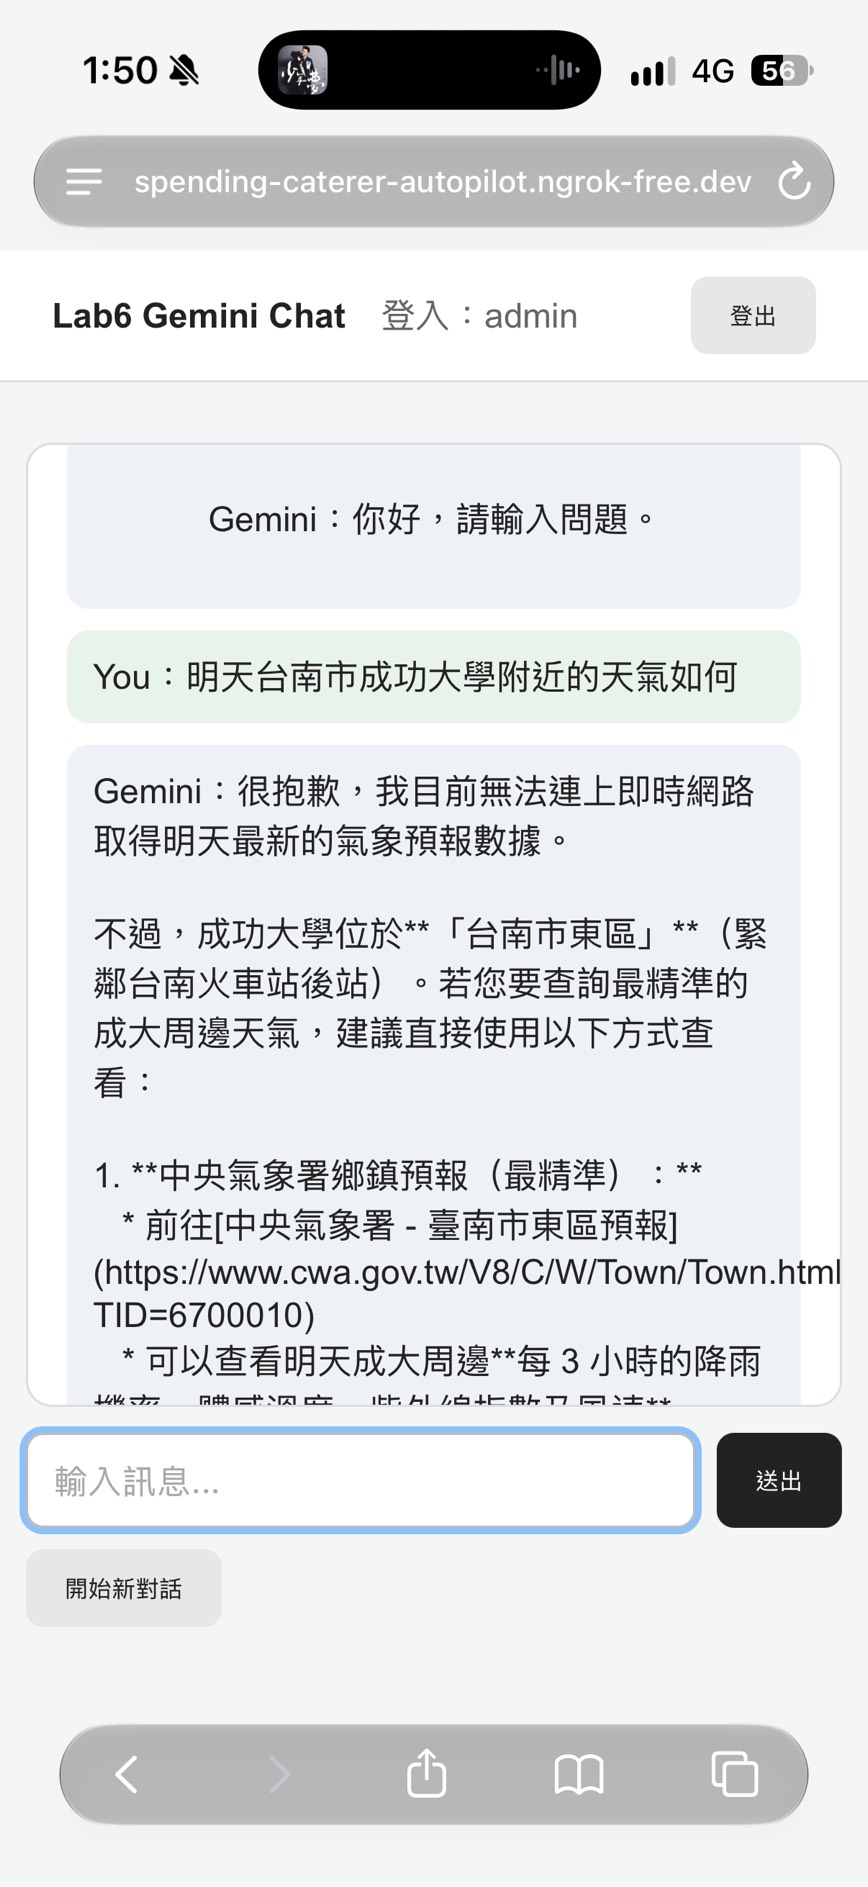 1:50
4G
56
spending-caterer-autopilot.ngrok-free.dev
Lab6 Gemini Chat 登入：admin
登出
Gemini：你好，請輸入問題。
You：明天台南市成功大學附近的天氣如何
Gemini：很抱歉，我目前無法連上即時網路
取得明天最新的氣象預報數據。
不過，成功大學位於**「台南市東區」**（緊
鄰台南火車站後站）。若您要查詢最精準的
成大周邊天氣，建議直接使用以下方式查
看：
1. **中央氣象署鄉鎮預報（最精準）：**
* 前往[中央氣象署 - 臺南市東區預報]
(https://www.cwa.gov.tw/V8/C/W/Town/Town.html
TID=6700010)
* 可以查看明天成大周邊**每 3 小時的降雨
輸入訊息...
送出
開始新對話